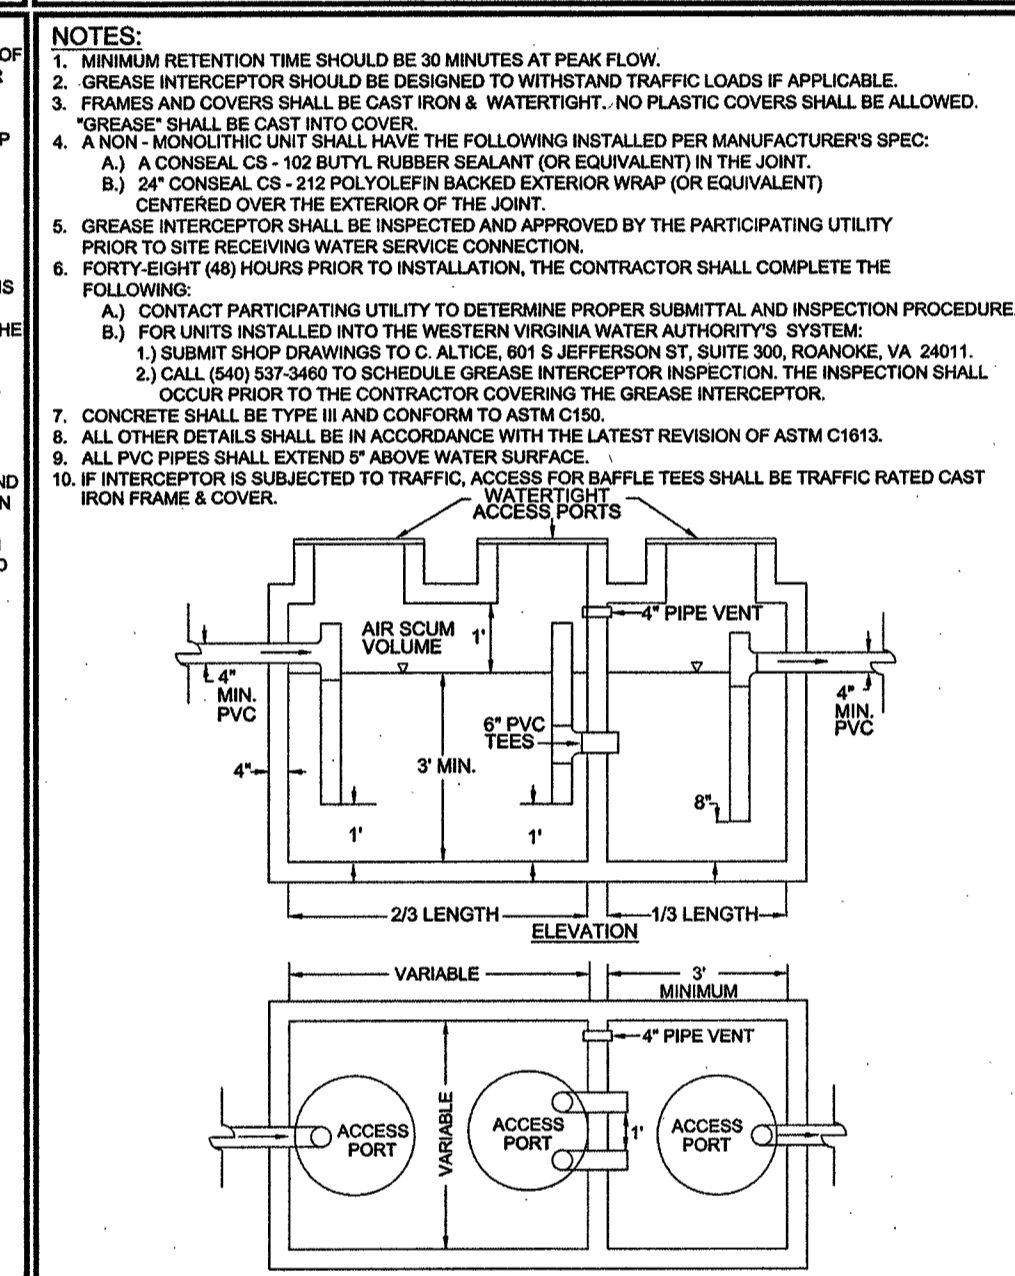 OF
R
P
IS
HE
ND
N
NOTES:
1. MINIMUM RETENTION TIME SHOULD BE 30 MINUTES AT PEAK FLOW.
2. GREASE INTERCEPTOR SHOULD BE DESIGNED TO WITHSTAND TRAFFIC LOADS IF APPLICABLE.
3. FRAMES AND COVERS SHALL BE CAST IRON & WATERTIGHT. NO PLASTIC COVERS SHALL BE ALLOWED.
"GREASE" SHALL BE CAST INTO COVER.
4. A NON - MONOLITHIC UNIT SHALL HAVE THE FOLLOWING INSTALLED PER MANUFACTURER'S SPEC:
A.) A CONSEAL CS - 102 BUTYL RUBBER SEALANT (OR EQUIVALENT) IN THE JOINT.
B.) 24" CONSEAL CS - 212 POLYOLEFIN BACKED EXTERIOR WRAP (OR EQUIVALENT)
CENTERED OVER THE EXTERIOR OF THE JOINT.
5. GREASE INTERCEPTOR SHALL BE INSPECTED AND APPROVED BY THE PARTICIPATING UTILITY
PRIOR TO SITE RECEIVING WATER SERVICE CONNECTION.
6. FORTY-EIGHT (48) HOURS PRIOR TO INSTALLATION, THE CONTRACTOR SHALL COMPLETE THE
FOLLOWING:
A.) CONTACT PARTICIPATING UTILITY TO DETERMINE PROPER SUBMITTAL AND INSPECTION PROCEDURE.
B.) FOR UNITS INSTALLED INTO THE WESTERN VIRGINIA WATER AUTHORITY'S SYSTEM:
1.) SUBMIT SHOP DRAWINGS TO C. ALTICE, 601 S JEFFERSON ST, SUITE 300, ROANOKE, VA 24011.
2.) CALL (540) 537-3460 TO SCHEDULE GREASE INTERCEPTOR INSPECTION. THE INSPECTION SHALL
OCCUR PRIOR TO THE CONTRACTOR COVERING THE GREASE INTERCEPTOR.
7. CONCRETE SHALL BE TYPE III AND CONFORM TO ASTM C150.
8. ALL OTHER DETAILS SHALL BE IN ACCORDANCE WITH THE LATEST REVISION OF ASTM C1613.
9. ALL PVC PIPES SHALL EXTEND 5" ABOVE WATER SURFACE.
10. IF INTERCEPTOR IS SUBJECTED TO TRAFFIC, ACCESS FOR BAFFLE TEES SHALL BE TRAFFIC RATED CAST
IRON FRAME & COVER.
WATERTIGHT
ACCESS PORTS
4" PIPE VENT
AIR SCUM
VOLUME
1'
4"
MIN.
PVC
4"
MIN.
PVC
6" PVC
TEES
3' MIN.
4"
8"
1'
1'
2/3 LENGTH
1/3 LENGTH
ELEVATION
VARIABLE
3'
MINIMUM
4" PIPE VENT
VARIABLE
ACCESS
PORT
ACCESS
PORT
1'
ACCESS
PORT